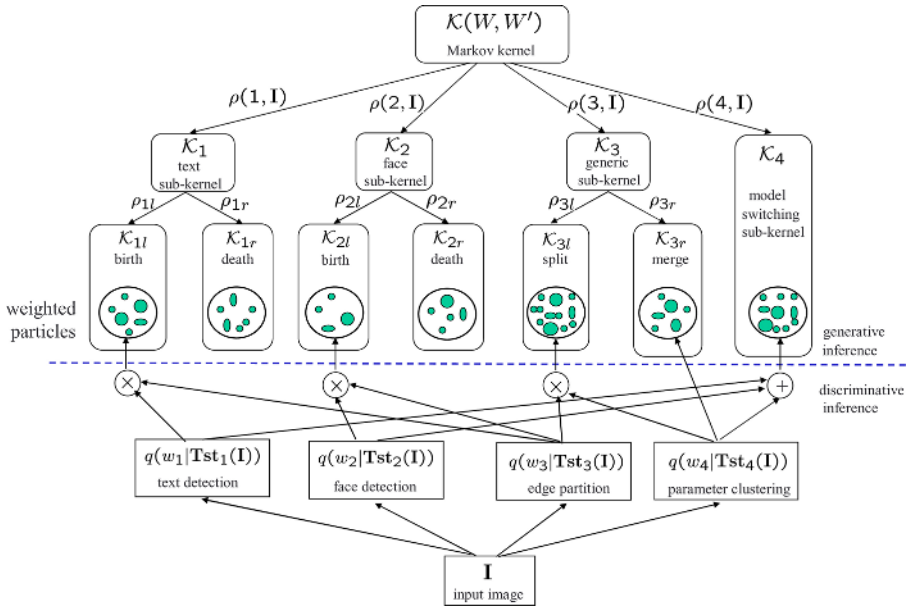 𝒦(W, W′)
Markov kernel
ρ(1, I)
ρ(2, I)
ρ(3, I)
ρ(4, I)
𝒦₁
text
sub-kernel
𝒦₂
face
sub-kernel
𝒦₃
generic
sub-kernel
𝒦₄
model
switching
sub-kernel
ρ₁l
ρ₁r
ρ₂l
ρ₂r
ρ₃l
ρ₃r
𝒦₁l
birth
𝒦₁r
death
𝒦₂l
birth
𝒦₂r
death
𝒦₃l
split
𝒦₃r
merge
weighted
particles
generative
inference
discriminative
inference
×
×
×
+
q(w₁|Tst₁(I))
text detection
q(w₂|Tst₂(I))
face detection
q(w₃|Tst₃(I))
edge partition
q(w₄|Tst₄(I))
parameter clustering
I
input image